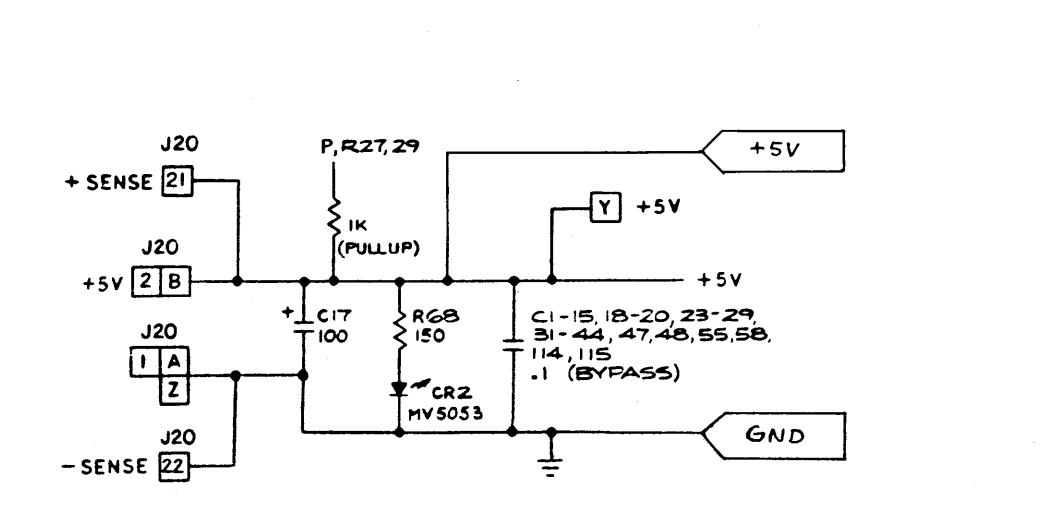 J20
+ SENSE 21
P, R27, 29
1K
(PULLUP)
+5V
Y +5V
J20
+5V 2 B
+5V
+ C17
100
R68
150
C1-15, 18-20, 23-29,
31-44, 47, 48, 55, 58,
114, 115
.1 (BYPASS)
J20
1 A
Z
CR2
MV5053
J20
- SENSE 22
GND